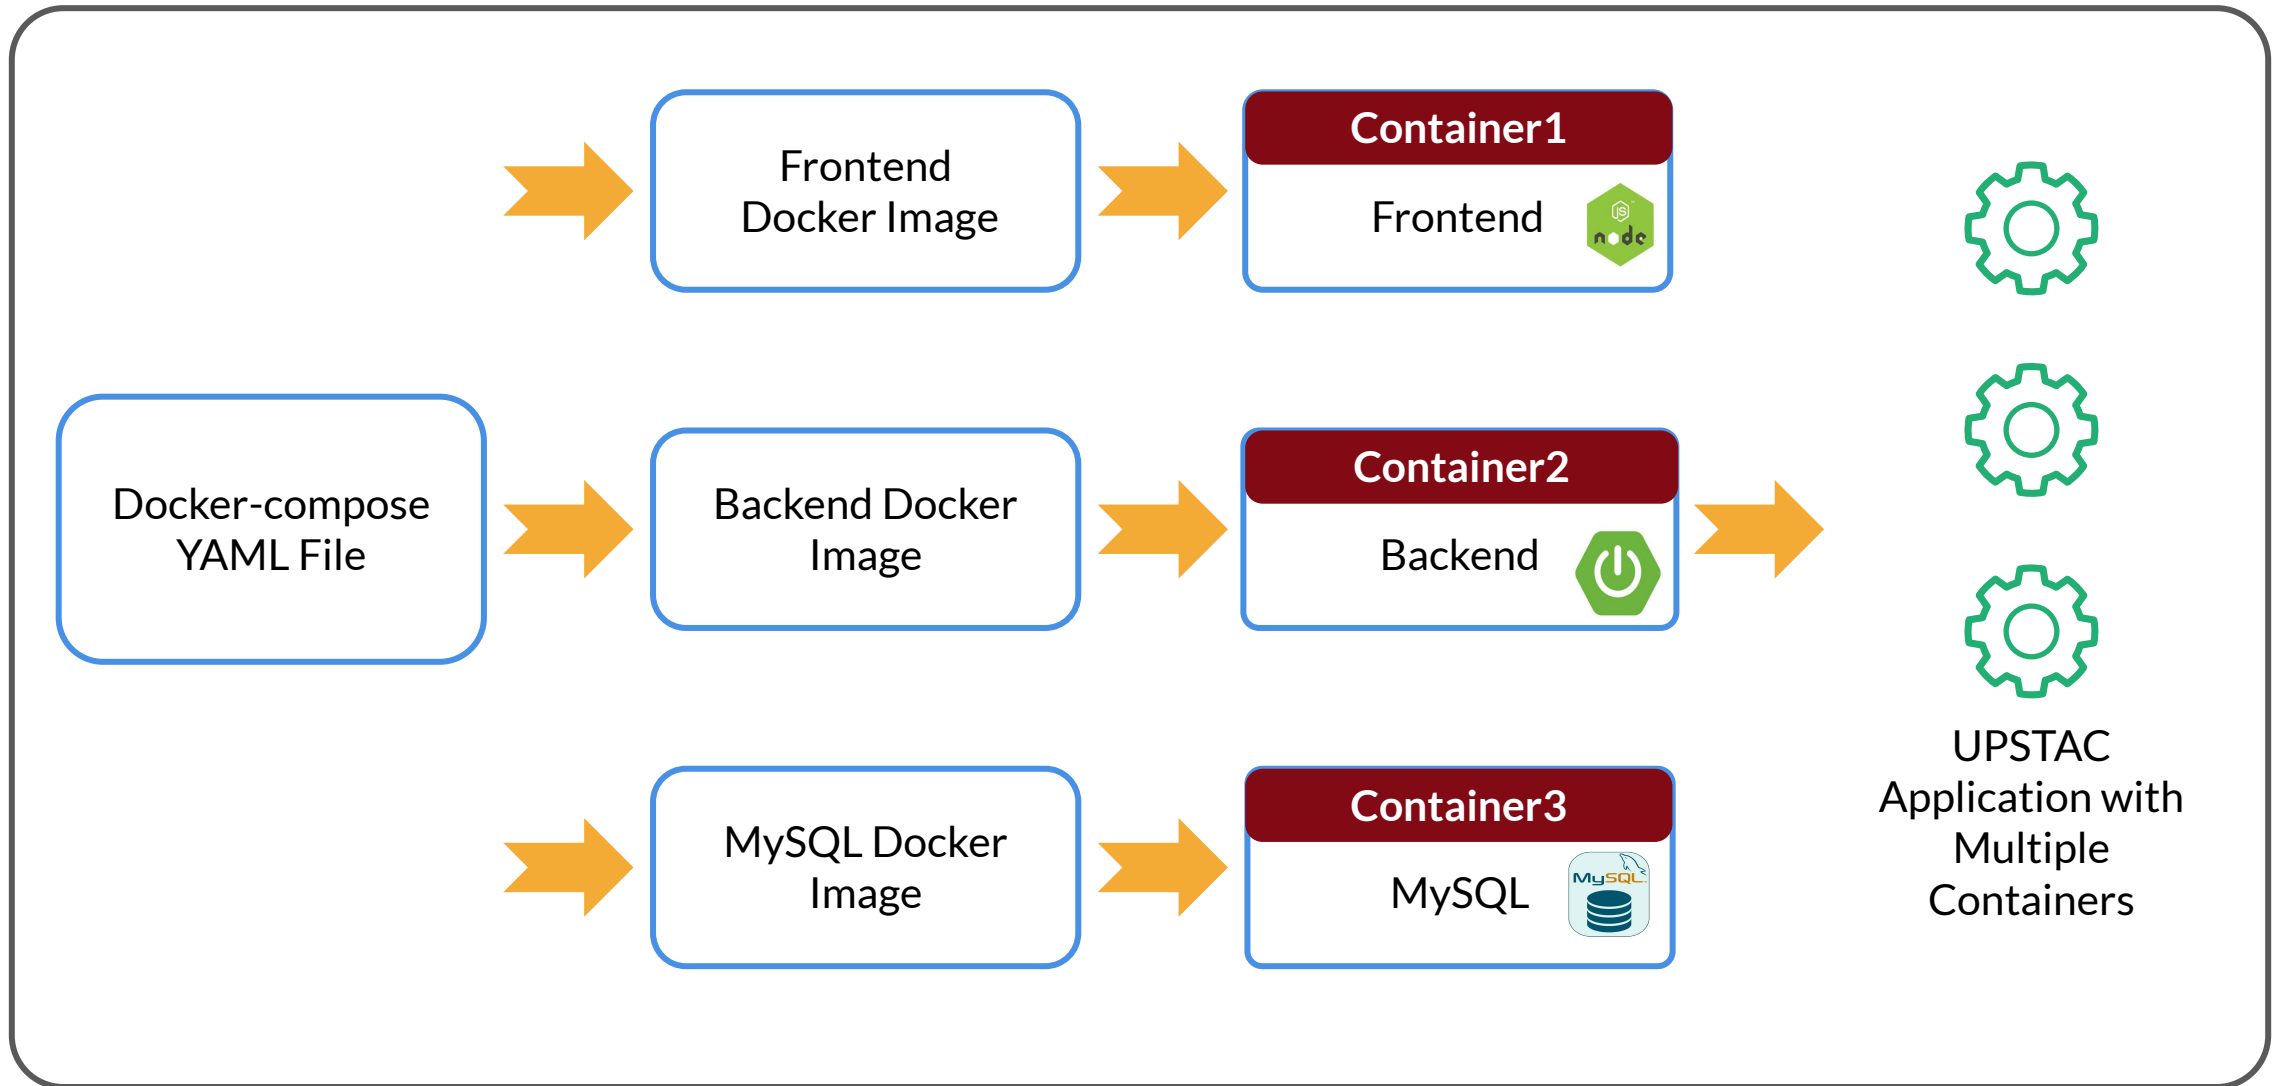 Frontend
Docker Image
Container1
Frontend
JS
node
Docker-compose
YAML File
Backend Docker
Image
Container2
Backend
MySQL Docker
Image
Container3
MySQL
MySQL
UPSTAC
Application with
Multiple
Containers